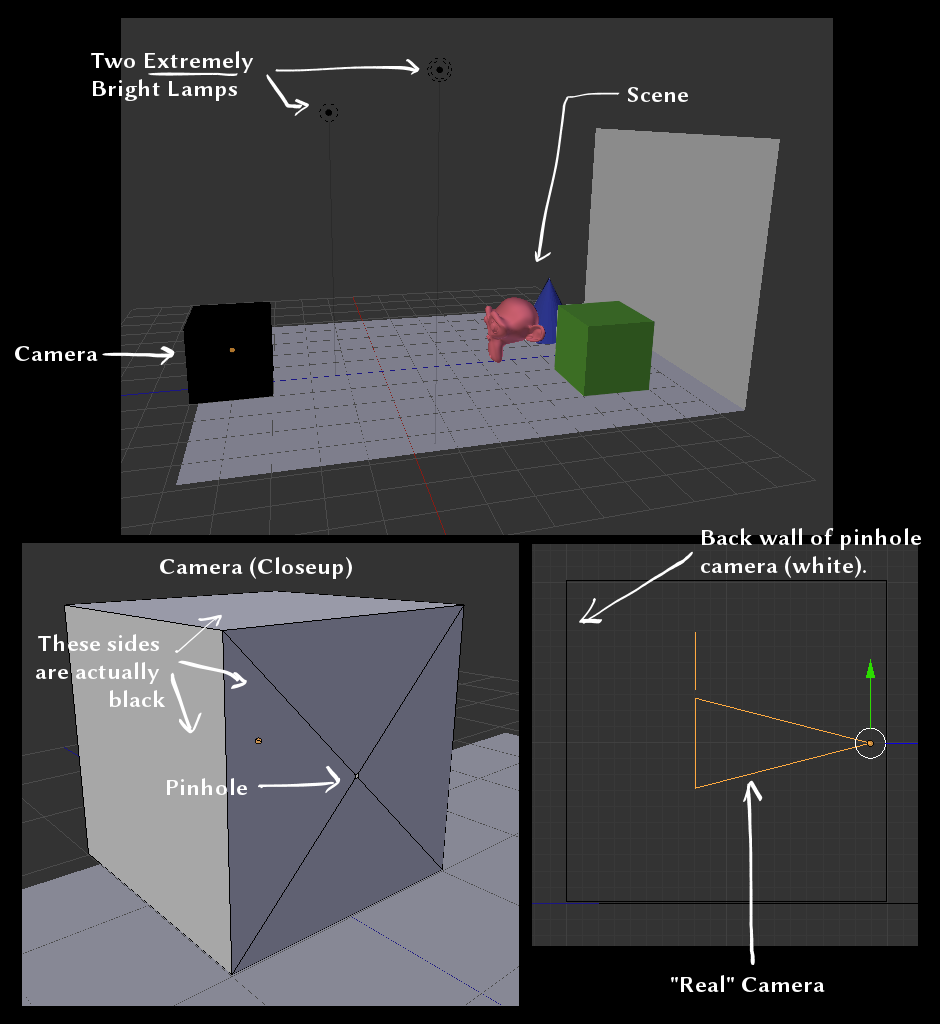 Two Extremely
Bright Lamps
Scene
Camera
Back wall of pinhole
camera (white).
Camera (Closeup)
These sides
are actually
black
Pinhole
"Real" Camera